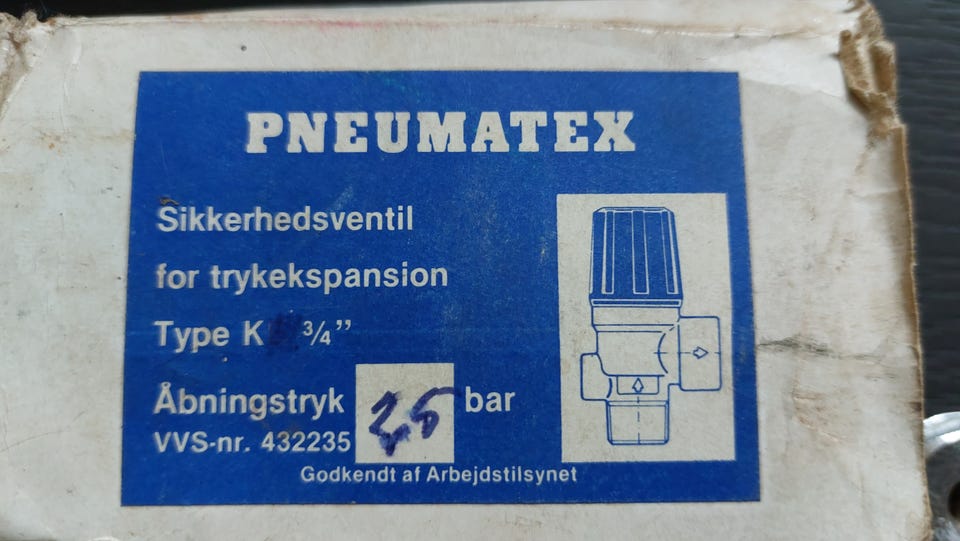 PNEUMATEX
Sikkerhedsventil
for trykekspansion
Type K ¾”
Åbningstryk 2,5 bar
VVS-nr. 432235
Godkendt af Arbejdstilsynet